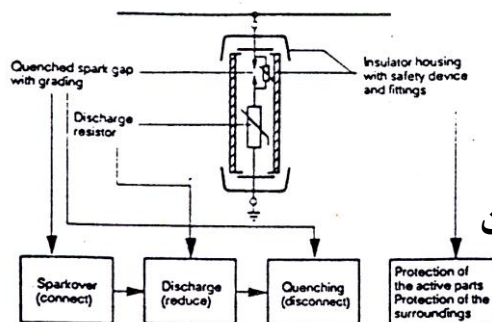 Quenched spark gap
with grading
Insulator housing
with safety device
and fittings
Discharge
resistor
Sparkover
(connect)
Discharge
(reduce)
Quenching
(disconnect)
Protection of
the active parts
Protection of the
surroundings